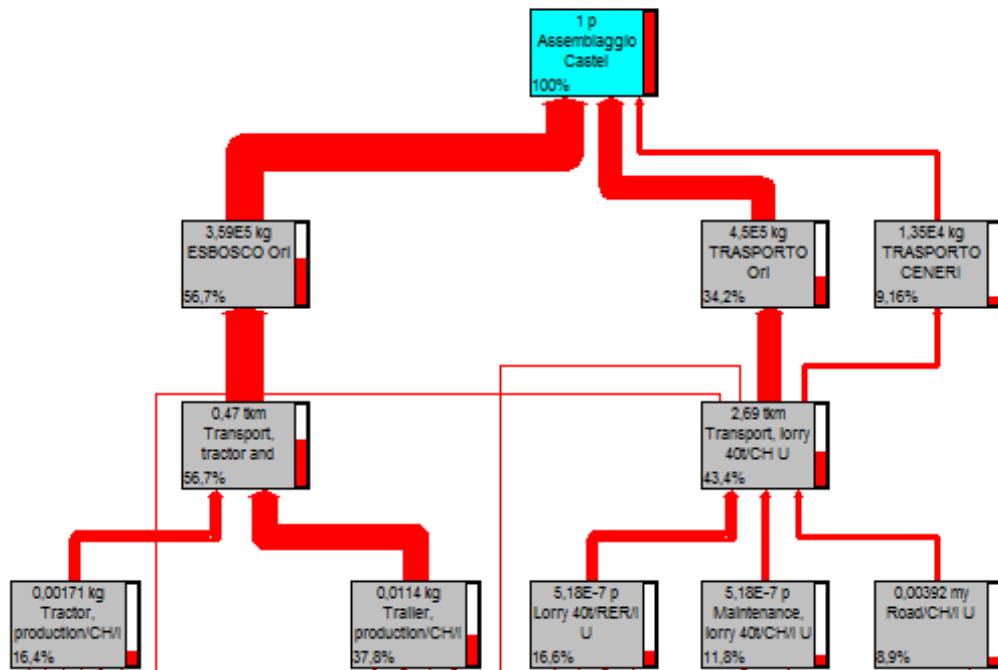 1 p
Assemblaggio
Castel
100%
3,59E5 kg
ESBOSCO Ori
56,7%
4,5E5 kg
TRASPORTO
Ori
34,2%
1,35E4 kg
TRASPORTO
CENERI
9,16%
0,47 tkm
Transport,
tractor and
56,7%
2,69 tkm
Transport, lorry
40t/CH U
43,4%
0,00171 kg
Tractor,
production/CH/I
16,4%
0,0114 kg
Trailer,
production/CH/I
37,8%
5,18E-7 p
Lorry 40t/RER/I
U
16,6%
5,18E-7 p
Maintenance,
lorry 40t/CH/I U
11,8%
0,00392 my
Road/CH/I U
8,9%